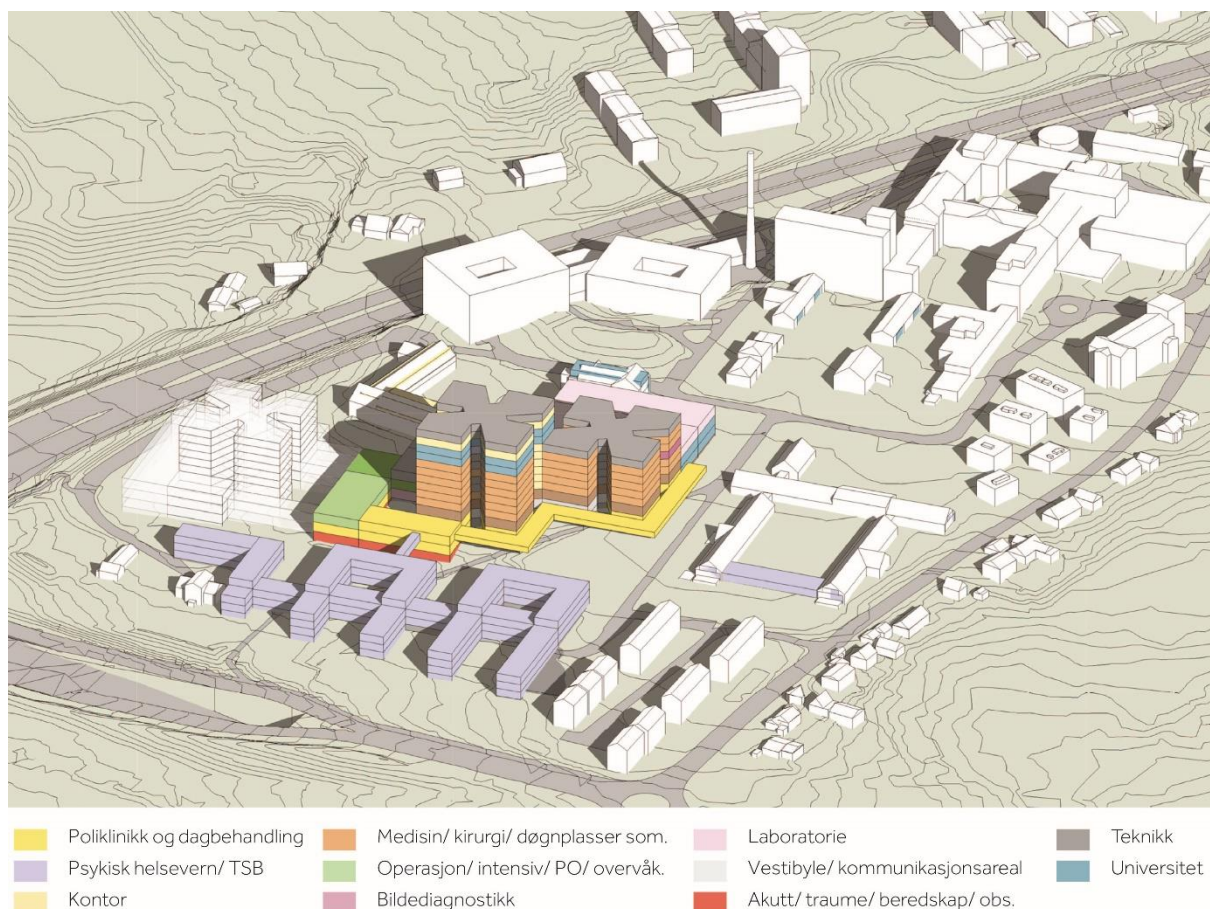 Poliklinikk og dagbehandling
Psykisk helsevern/ TSB
Kontor
Medisin/ kirurgi/ døgnplasser som.
Operasjon/ intensiv/ PO/ overvåk.
Bildediagnostikk
Laboratorie
Vestibyle/ kommunikasjonsareal
Akutt/ traume/ beredskap/ obs.
Teknikk
Universitet